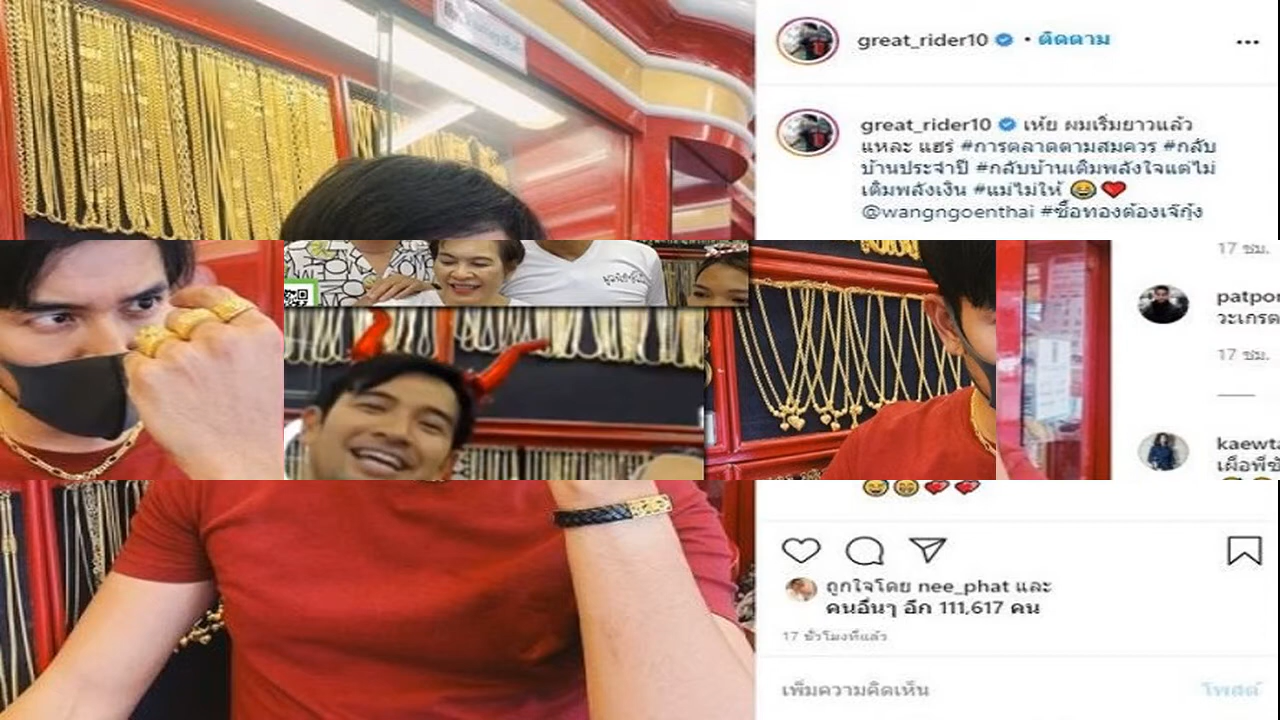 great_rider10 • ติดตาม
great_rider10 เห้ย ผมเริ่มยาวแล้ว
แหละ แฮร่ #การตลาดตามสมควร #กลับ
บ้านประจำปี #กลับบ้านเติมพลังใจแต่ไม่
เติมพลังเงิน #แม่ไม่ให้ 😂❤️
@wangngoenthai #ซื้อทองต้องเจ๊กุ้ง
17 ชม.
patpor
วะเกรด
17 ชม.
kaewta
เผื่อพี่ชั
ถูกใจโดย nee_phat และ
คนอื่นๆ อีก 111,617 คน
17 ชั่วโมงที่แล้ว
เพิ่มความคิดเห็น
โพสต์